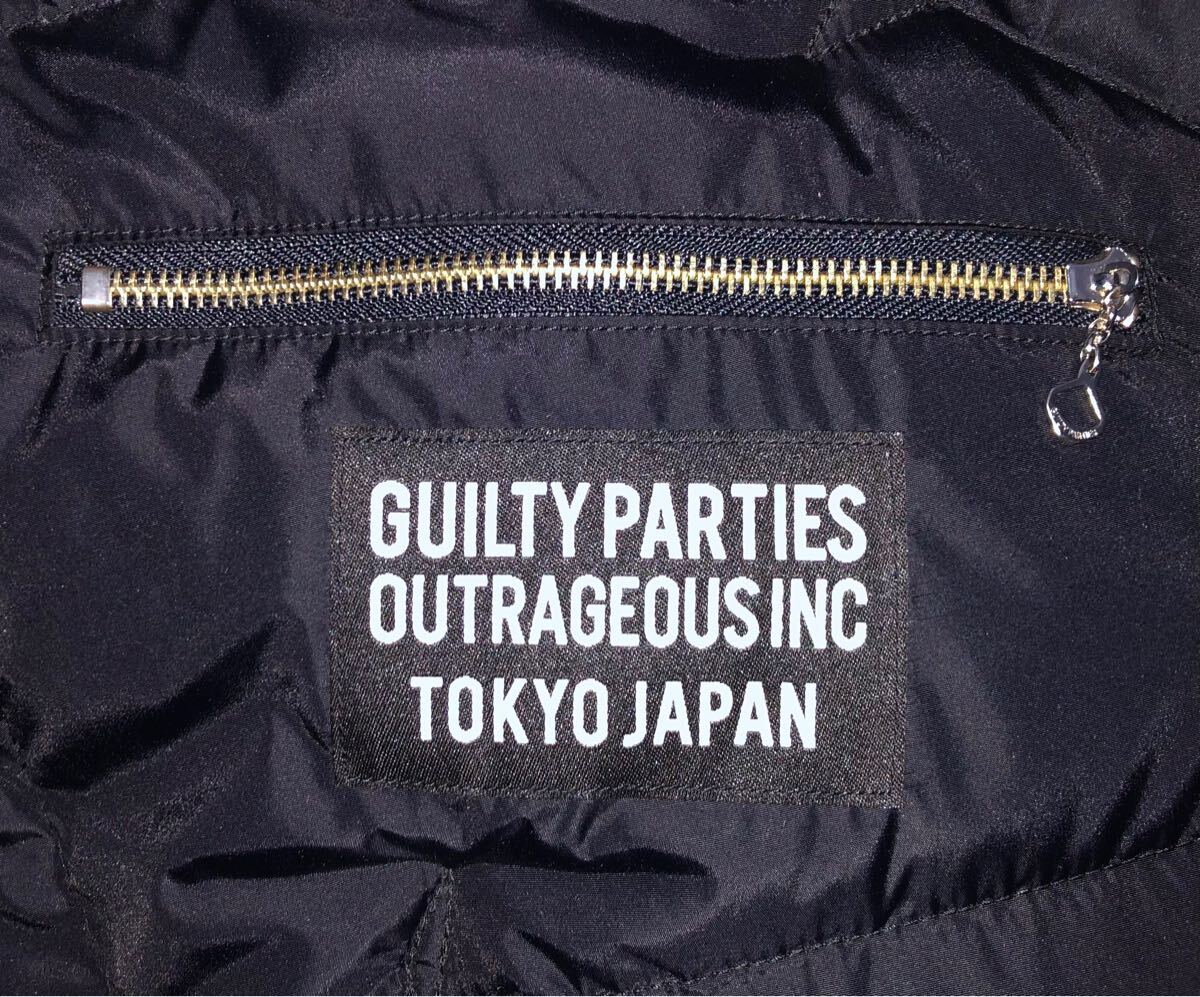 GUILTY PARTIES
OUTRAGEOUS INC
TOKYO JAPAN